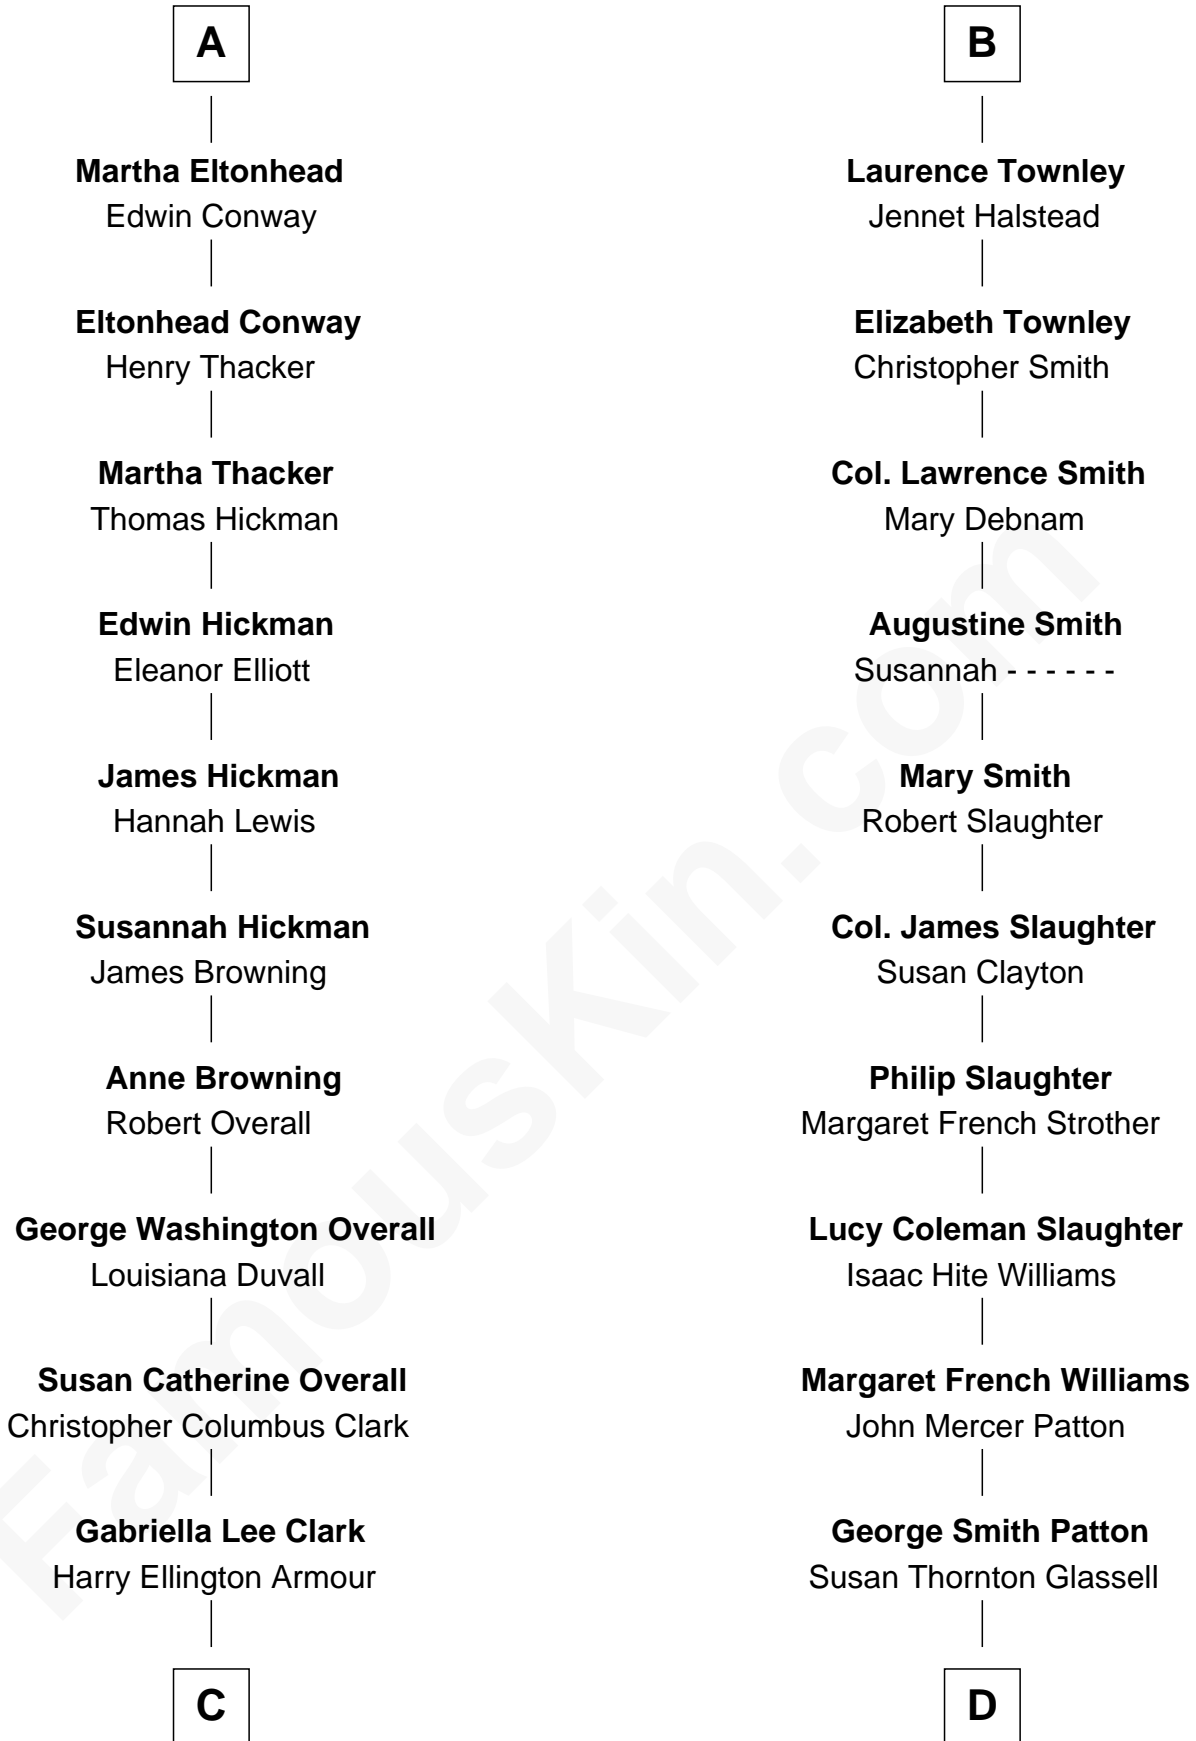 A
Martha Eltonhead
Edwin Conway
Eltonhead Conway
Henry Thacker
Martha Thacker
Thomas Hickman
Edwin Hickman
Eleanor Elliott
James Hickman
Hannah Lewis
Susannah Hickman
James Browning
Anne Browning
Robert Overall
George Washington Overall
Louisiana Duvall
Susan Catherine Overall
Christopher Columbus Clark
Gabriella Lee Clark
Harry Ellington Armour
C
B
Laurence Townley
Jennet Halstead
Elizabeth Townley
Christopher Smith
Col. Lawrence Smith
Mary Debnam
Augustine Smith
Susannah - - - - - -
Mary Smith
Robert Slaughter
Col. James Slaughter
Susan Clayton
Philip Slaughter
Margaret French Strother
Lucy Coleman Slaughter
Isaac Hite Williams
Margaret French Williams
John Mercer Patton
George Smith Patton
Susan Thornton Glassell
D
FamousKin.com